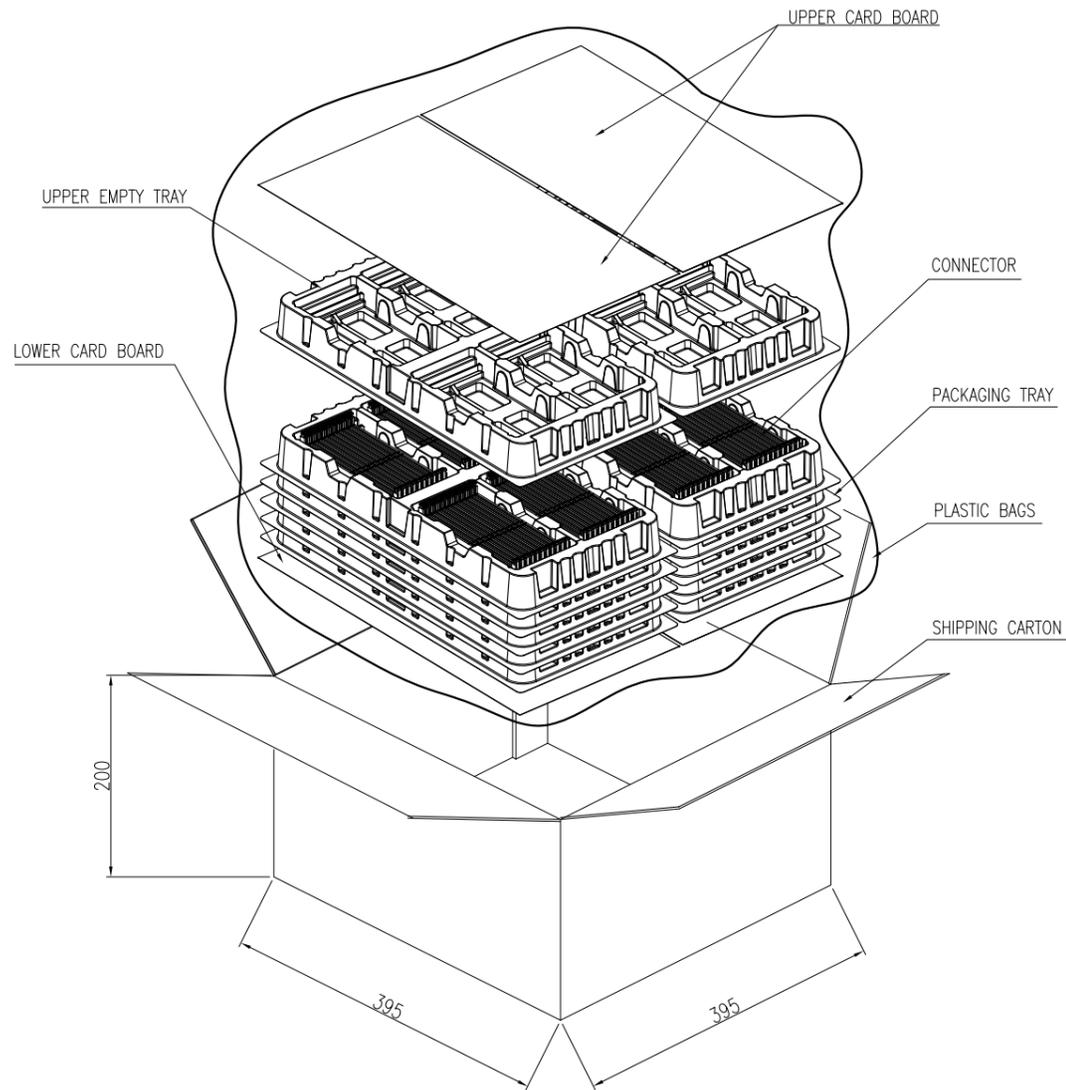 UPPER CARD BOARD
UPPER EMPTY TRAY
CONNECTOR
LOWER CARD BOARD
PACKAGING TRAY
PLASTIC BAGS
SHIPPING CARTON
200
395
395